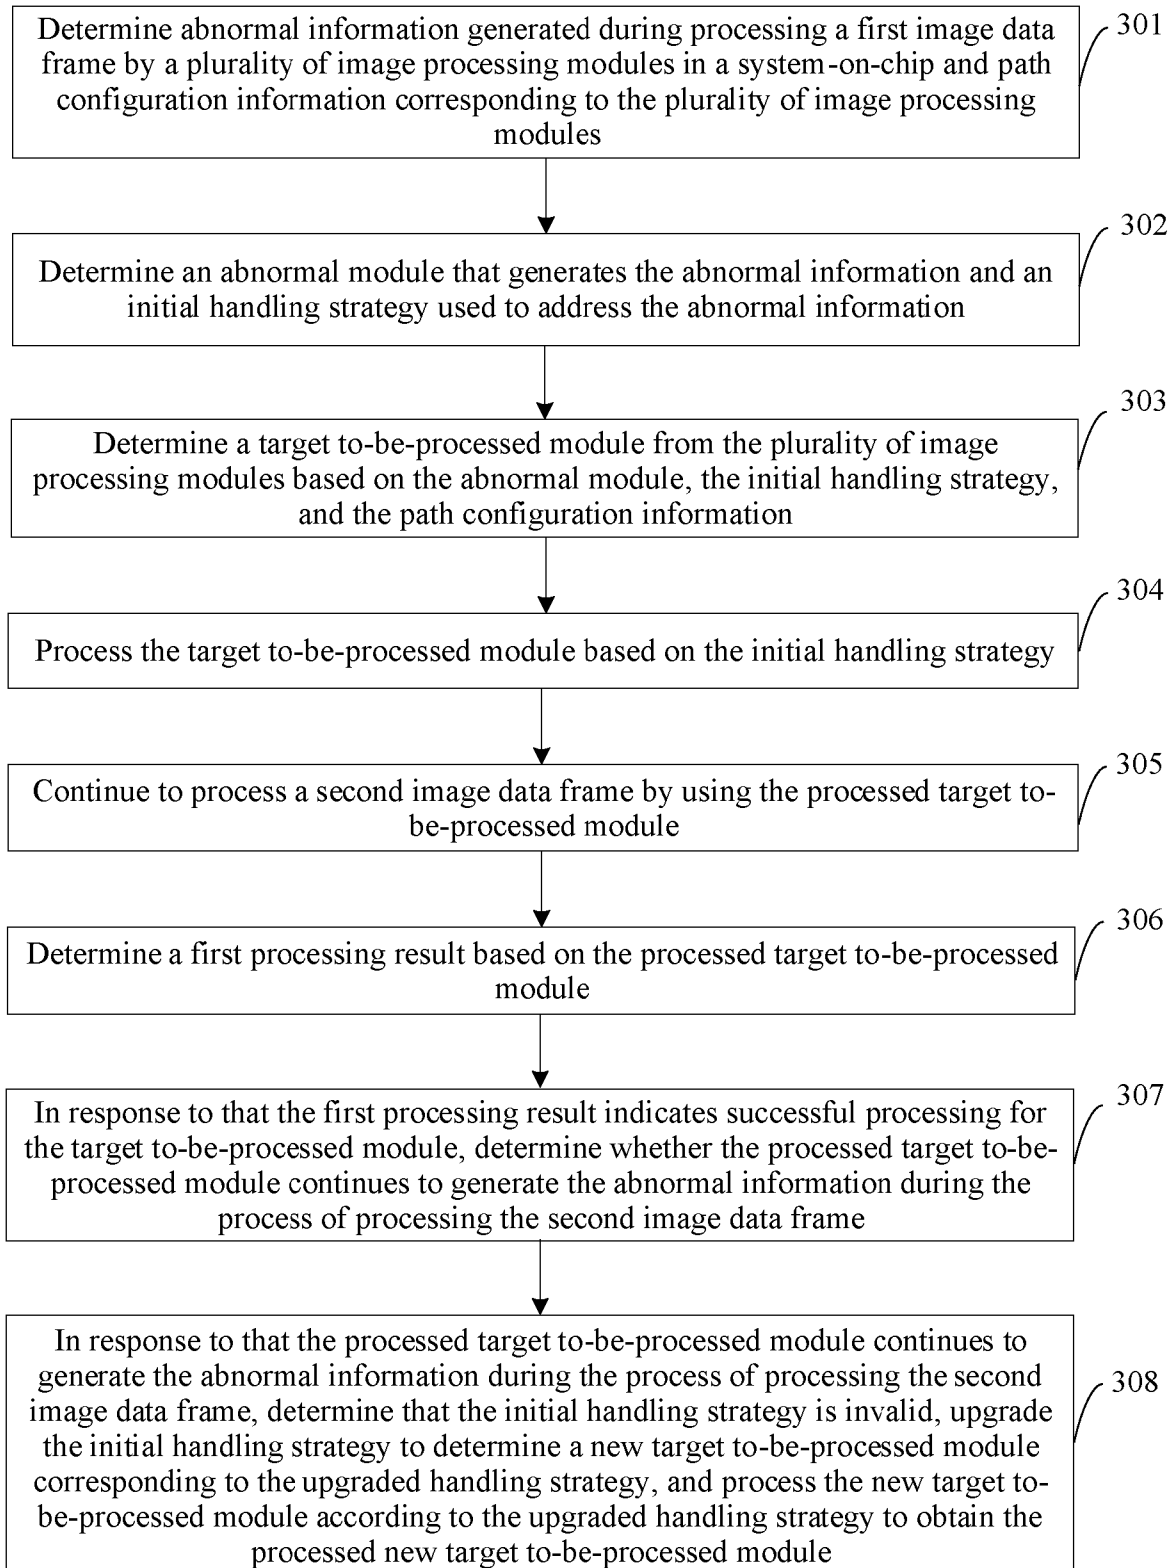 Determine abnormal information generated during processing a first image data
frame by a plurality of image processing modules in a system-on-chip and path
configuration information corresponding to the plurality of image processing
modules
301
Determine an abnormal module that generates the abnormal information and an
initial handling strategy used to address the abnormal information
302
Determine a target to-be-processed module from the plurality of image
processing modules based on the abnormal module, the initial handling strategy,
and the path configuration information
303
Process the target to-be-processed module based on the initial handling strategy
304
Continue to process a second image data frame by using the processed target to-
be-processed module
305
Determine a first processing result based on the processed target to-be-processed
module
306
In response to that the first processing result indicates successful processing for
the target to-be-processed module, determine whether the processed target to-be-
processed module continues to generate the abnormal information during the
process of processing the second image data frame
307
In response to that the processed target to-be-processed module continues to
generate the abnormal information during the process of processing the second
image data frame, determine that the initial handling strategy is invalid, upgrade
the initial handling strategy to determine a new target to-be-processed module
corresponding to the upgraded handling strategy, and process the new target to-
be-processed module according to the upgraded handling strategy to obtain the
processed new target to-be-processed module
308